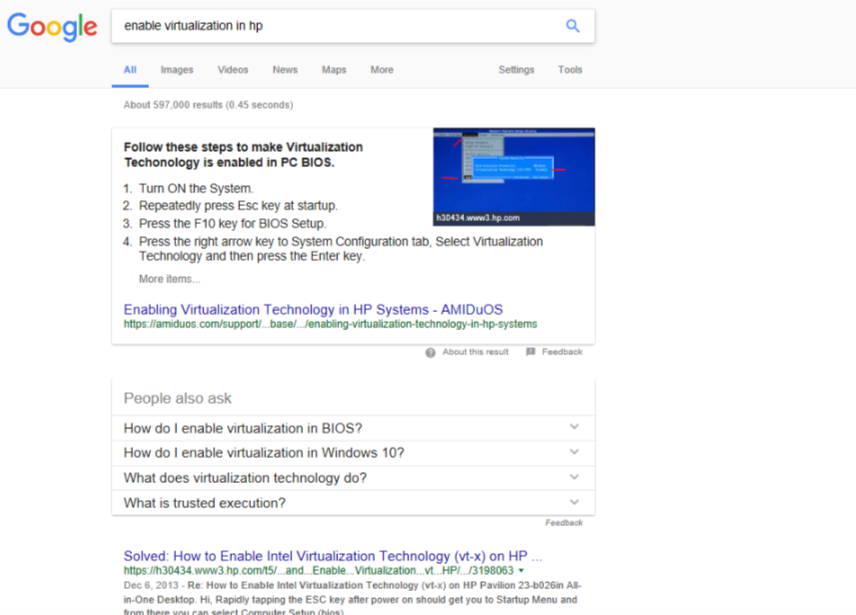 Google
enable virtualization in hp
All Images Videos News Maps More Settings Tools
About 597,000 results (0.45 seconds)
Follow these steps to make Virtualization
Techonology is enabled in PC BIOS.
1. Turn ON the System.
2. Repeatedly press Esc key at startup.
3. Press the F10 key for BIOS Setup.
4. Press the right arrow key to System Configuration tab, Select Virtualization
Technology and then press the Enter key.
More items...
h30434.www3.hp.com
Enabling Virtualization Technology in HP Systems - AMIDuOS
https://amiduos.com/support/...base/.../enabling-virtualization-technology-in-hp-systems
About this result Feedback
People also ask
How do I enable virtualization in BIOS?
How do I enable virtualization in Windows 10?
What does virtualization technology do?
What is trusted execution?
Feedback
Solved: How to Enable Intel Virtualization Technology (vt-x) on HP ...
https://h30434.www3.hp.com/t5/...and...Enable...Virtualization...vt...HP/.../3198063
Dec 6, 2013 - Re: How to Enable Intel Virtualization Technology (vt-x) on HP Pavilion 23-b026in All-
in-One Desktop. Hi, Rapidly tapping the ESC key after power on should get you to Startup Menu and
from there you can select Computer Setup (bios)